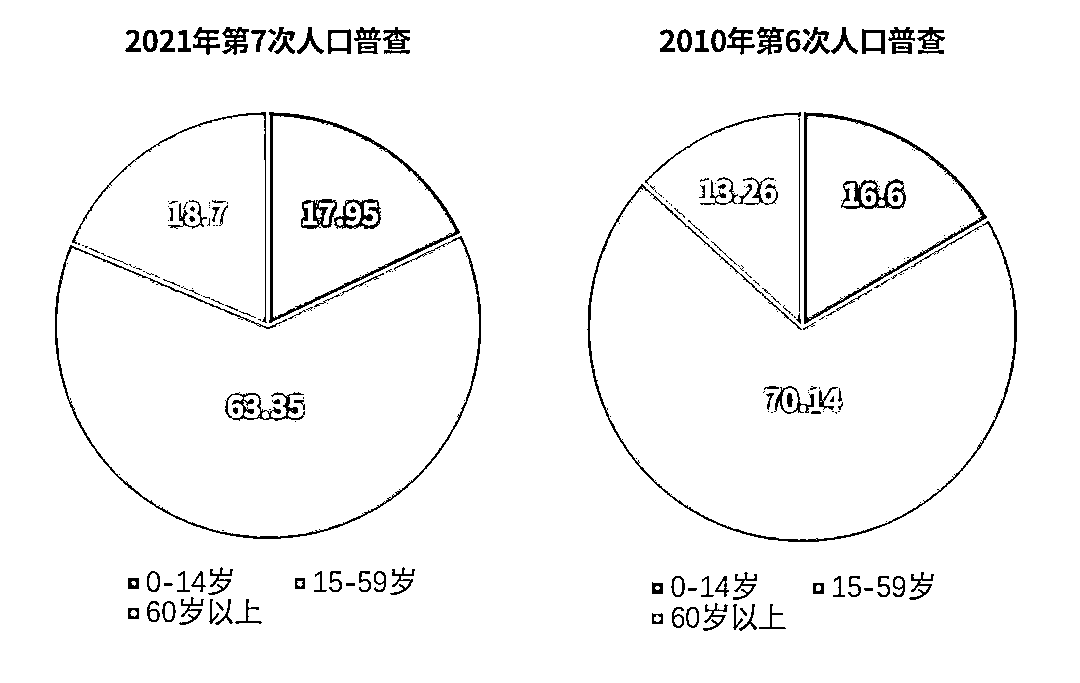 2021年第7次人口普查
18.7
17.95
63.35
0-14岁
15-59岁
60岁以上
2010年第6次人口普查
13.26
16.6
70.14
0-14岁
15-59岁
60岁以上